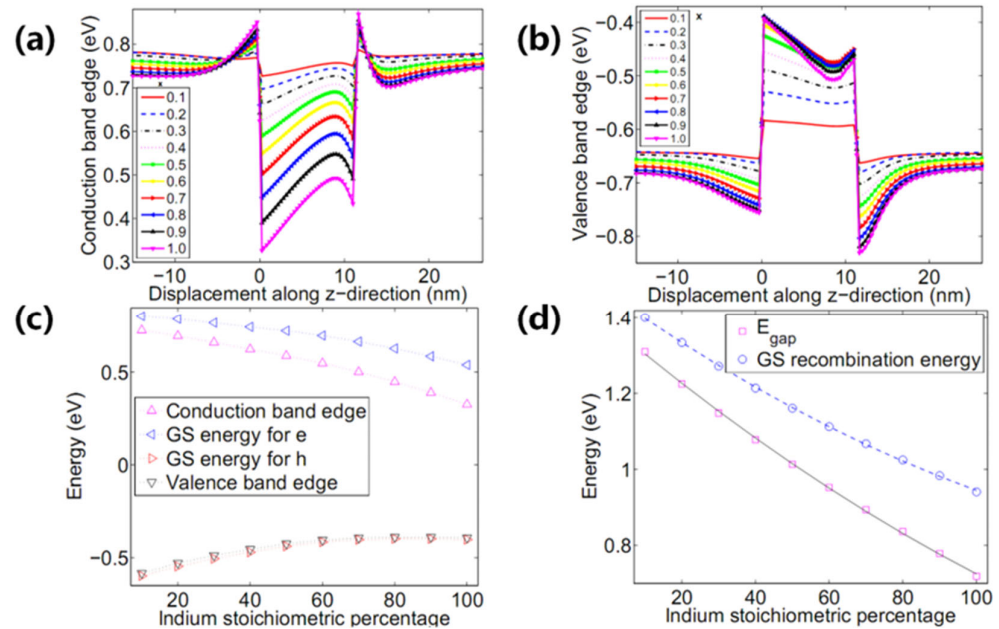 (a)
Conduction band edge (eV)
0.8
0.7
0.6
0.5
0.4
0.3
x
0.1
0.2
0.3
0.4
0.5
0.6
0.7
0.8
0.9
1.0
−10
0
10
20
Displacement along z-direction (nm)
(b)
Valence band edge (eV)
−0.4
−0.5
−0.6
−0.7
−0.8
x
0.1
0.2
0.3
0.4
0.5
0.6
0.7
0.8
0.9
1.0
−10
0
10
20
Displacement along z-direction (nm)
(c)
Energy (eV)
0.5
0
−0.5
Conduction band edge
GS energy for e
GS energy for h
Valence band edge
20
40
60
80
100
Indium stoichiometric percentage
(d)
Energy (eV)
1.4
1.2
1
0.8
E gap
GS recombination energy
20
40
60
80
100
Indium stoichiometric percentage